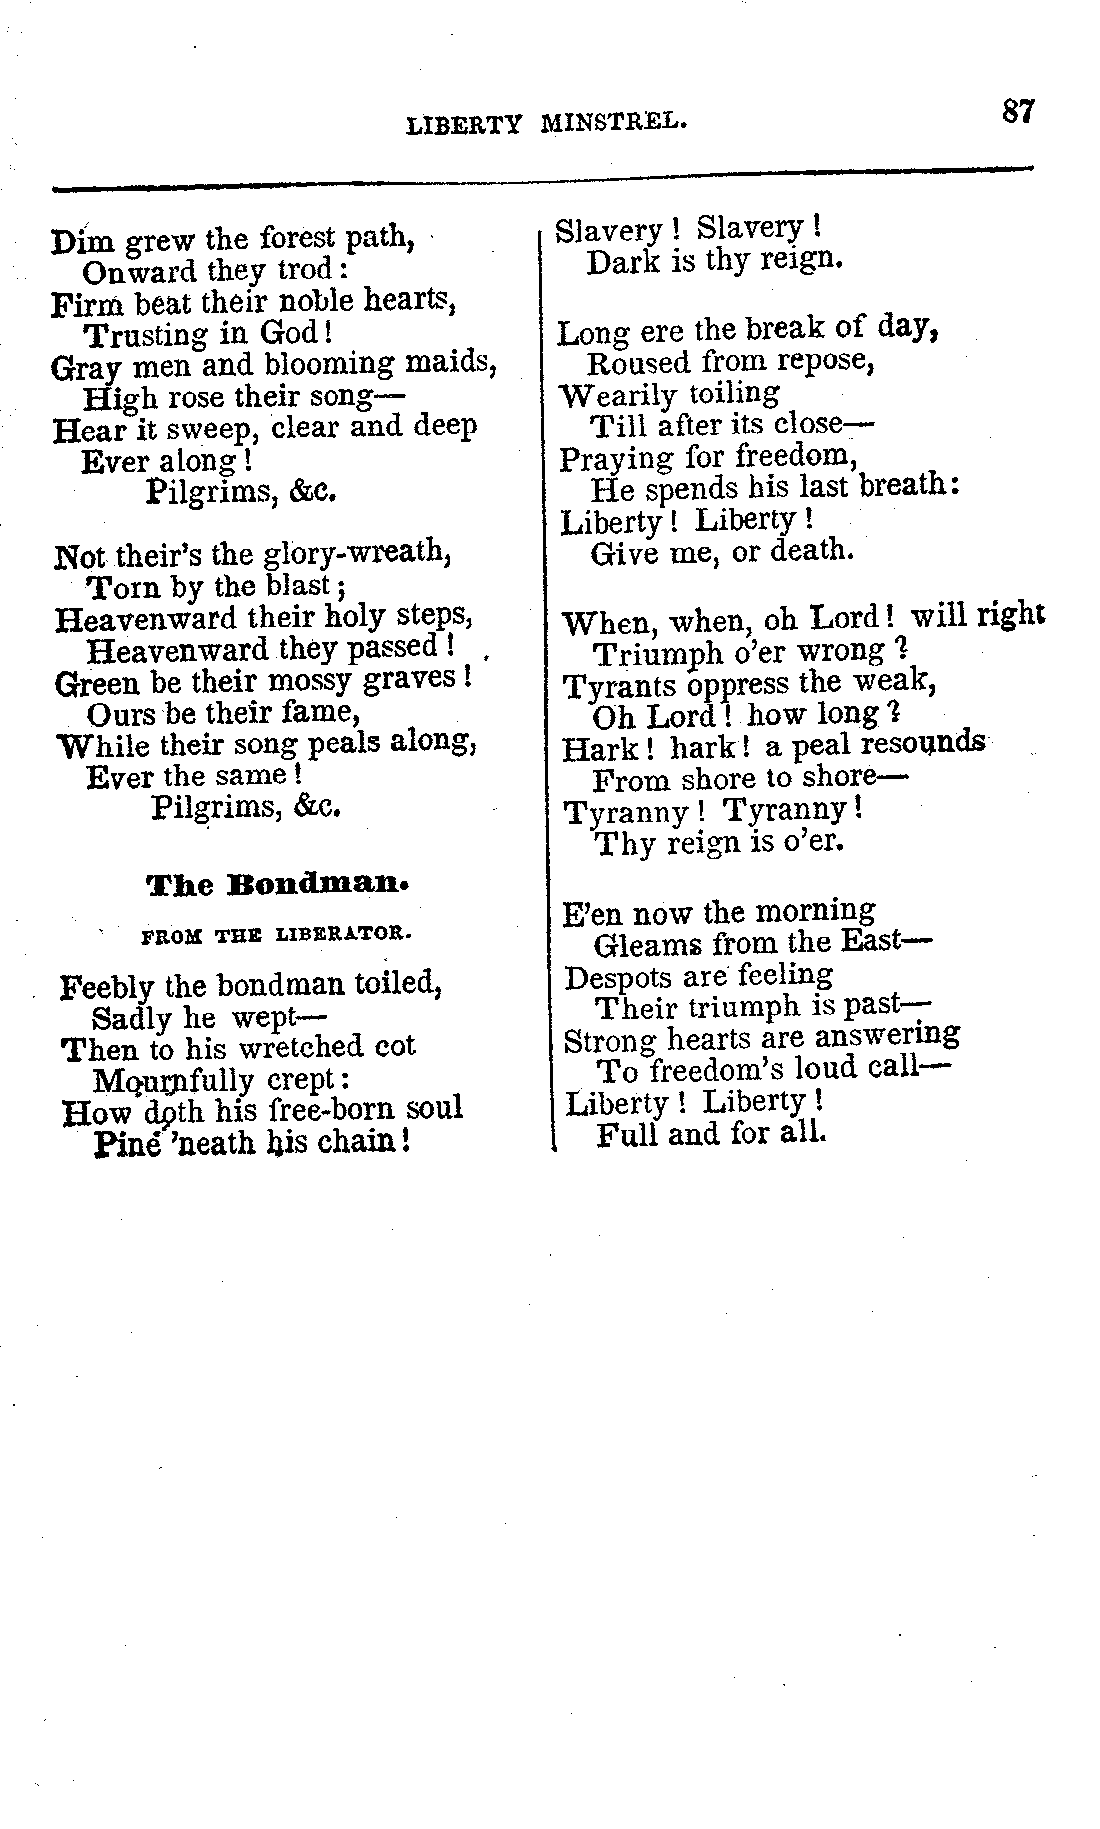 LIBERTY MINSTREL. 87
Dim grew the forest path,
Onward they trod:
Firm beat their noble hearts,
Trusting in God!
Gray men and blooming maids,
High rose their song—
Hear it sweep, clear and deep
Ever along!
Pilgrims, &c.
Not their's the glory-wreath,
Torn by the blast;
Heavenward their holy steps,
Heavenward they passed!
Green be their mossy graves!
Ours be their fame,
While their song peals along,
Ever the same!
Pilgrims, &c.
The Bondman.
FROM THE LIBERATOR.
Feebly the bondman toiled,
Sadly he wept—
Then to his wretched cot
Mournfully crept:
How doth his free-born soul
Pine 'neath his chain!
Slavery! Slavery!
Dark is thy reign.
Long ere the break of day,
Roused from repose,
Wearily toiling
Till after its close—
Praying for freedom,
He spends his last breath:
Liberty! Liberty!
Give me, or death.
When, when, oh Lord! will right
Triumph o'er wrong?
Tyrants oppress the weak,
Oh Lord! how long?
Hark! hark! a peal resounds
From shore to shore—
Tyranny! Tyranny!
Thy reign is o'er.
E'en now the morning
Gleams from the East—
Despots are feeling
Their triumph is past—
Strong hearts are answering
To freedom's loud call—
Liberty! Liberty!
Full and for all.